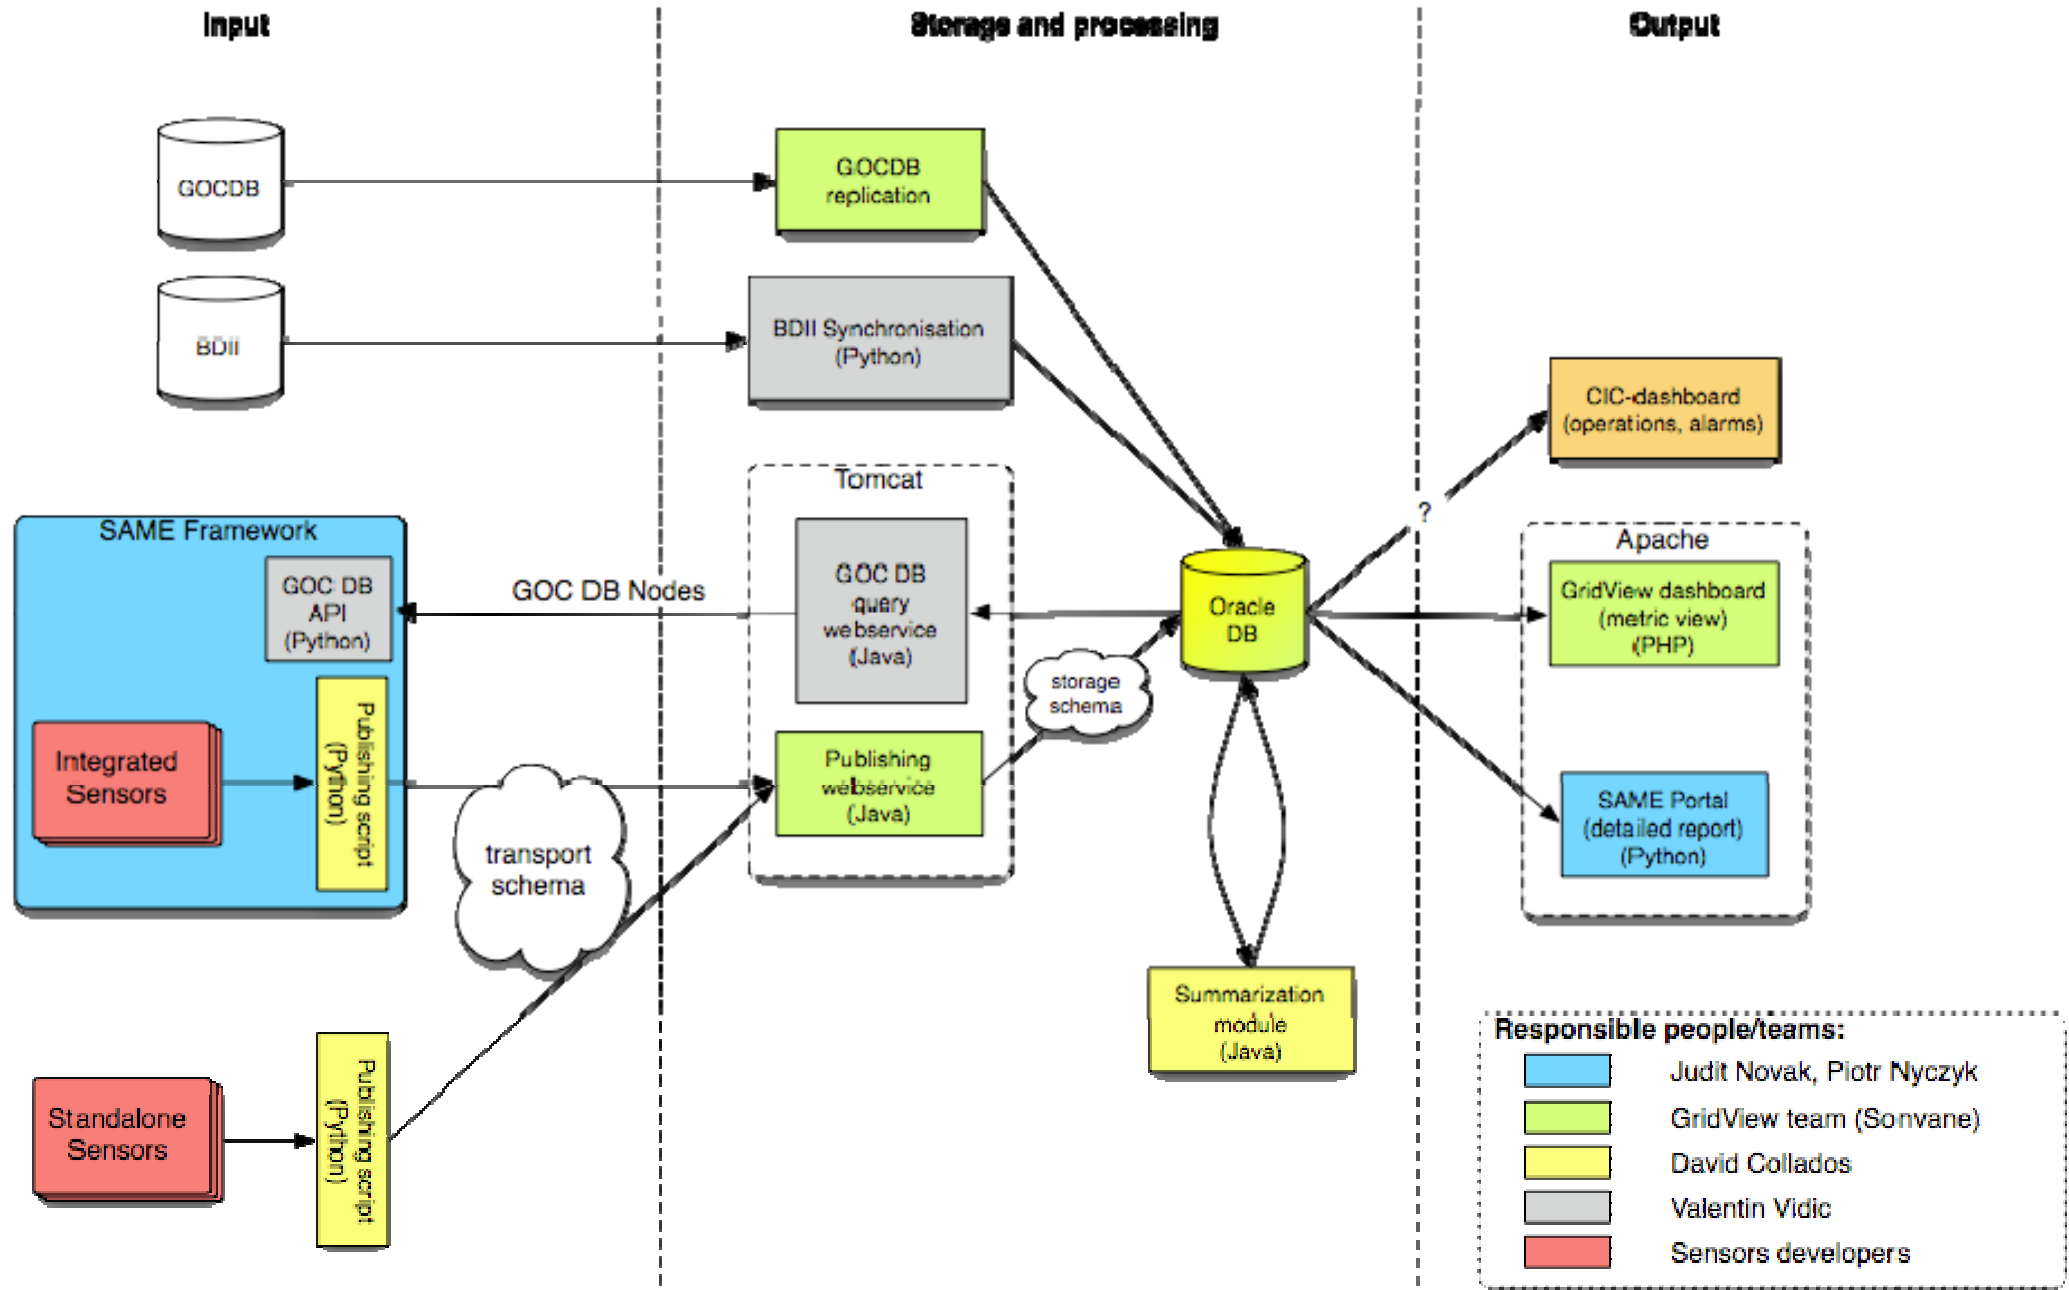 Input
Storage and processing
Output
GOCDB
GOCDB
replication
BDII
BDII Synchronisation
(Python)
CIC-dashboard
(operations, alarms)
?
Tomcat
SAME Framework
GOC DB
API
(Python)
GOC DB Nodes
GOC DB
query
webservice
(Java)
Oracle
DB
Apache
GridView dashboard
(metric view)
(PHP)
storage
schema
Integrated
Sensors
Publishing script
(Python)
transport
schema
Publishing
webservice
(Java)
SAME Portal
(detailed report)
(Python)
Summarization
module
(Java)
Standalone
Sensors
Publishing script
(Python)
Responsible people/teams:
Judit Novak, Piotr Nyczyk
GridView team (Sonvane)
David Collados
Valentin Vidic
Sensors developers